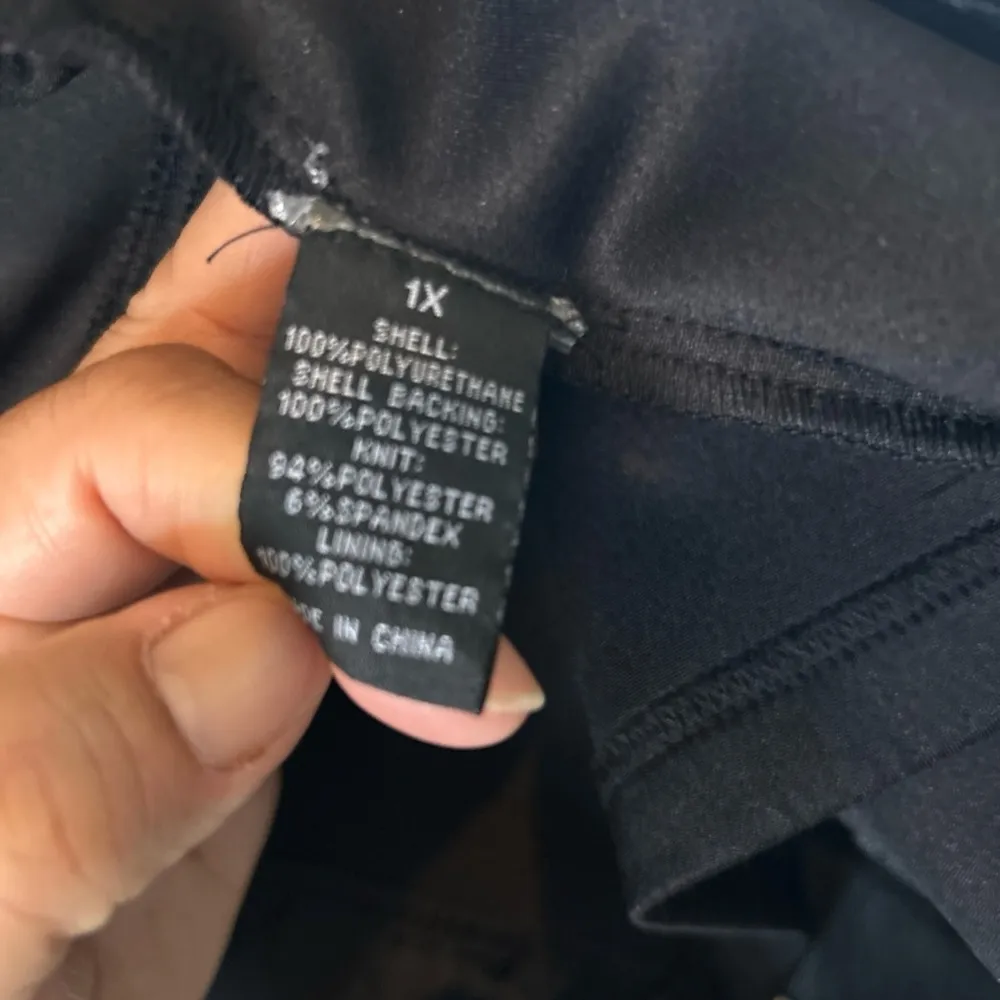 1X
SHELL:
100%POLYURETHANE
SHELL BACKING:
100%POLYESTER
KNIT:
94%POLYESTER
6%SPANDEX
LINING:
100%POLYESTER
IN CHINA